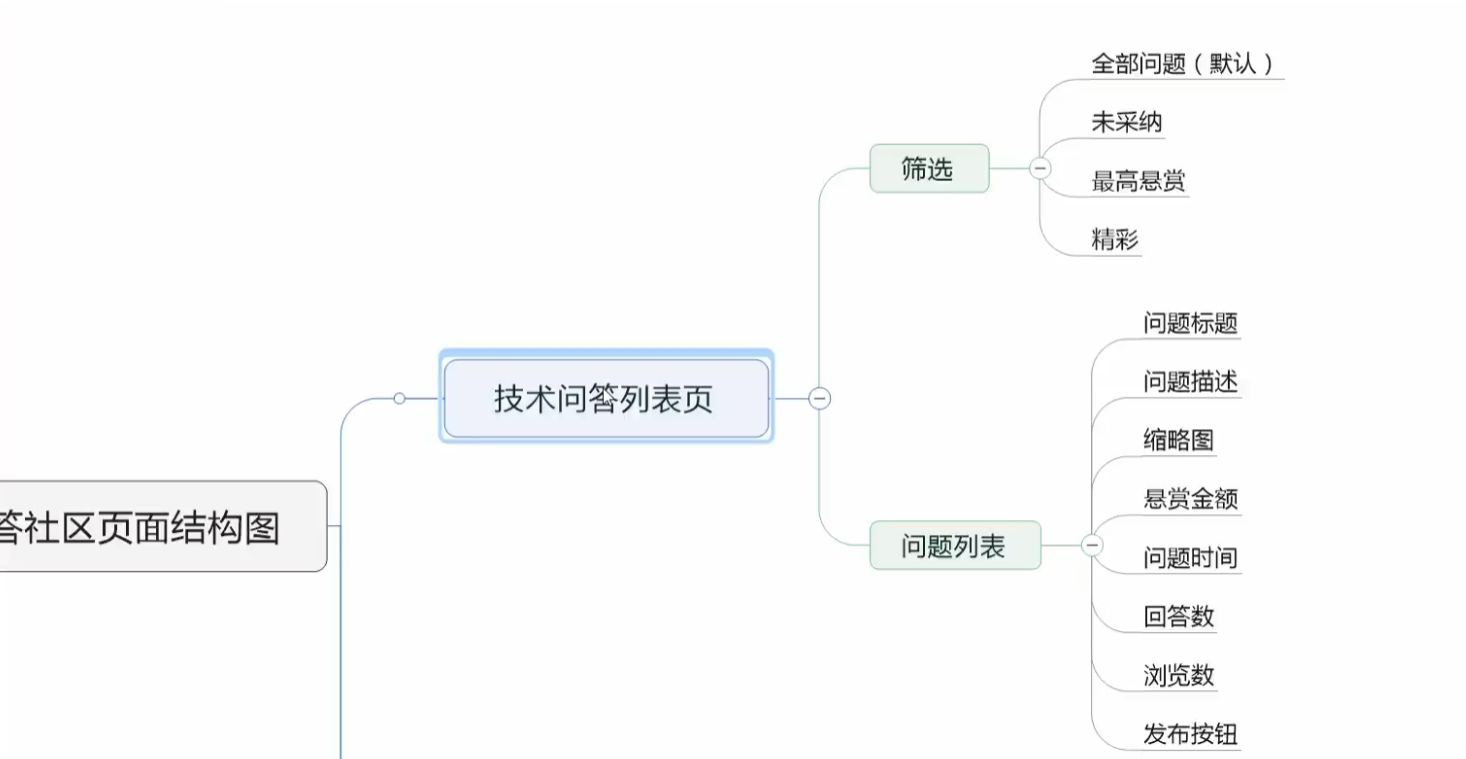 全部问题（默认）
未采纳
筛选
最高悬赏
精彩
问题标题
问题描述
技术问答列表页
缩略图
悬赏金额
答社区页面结构图
问题列表
问题时间
回答数
浏览数
发布按钮